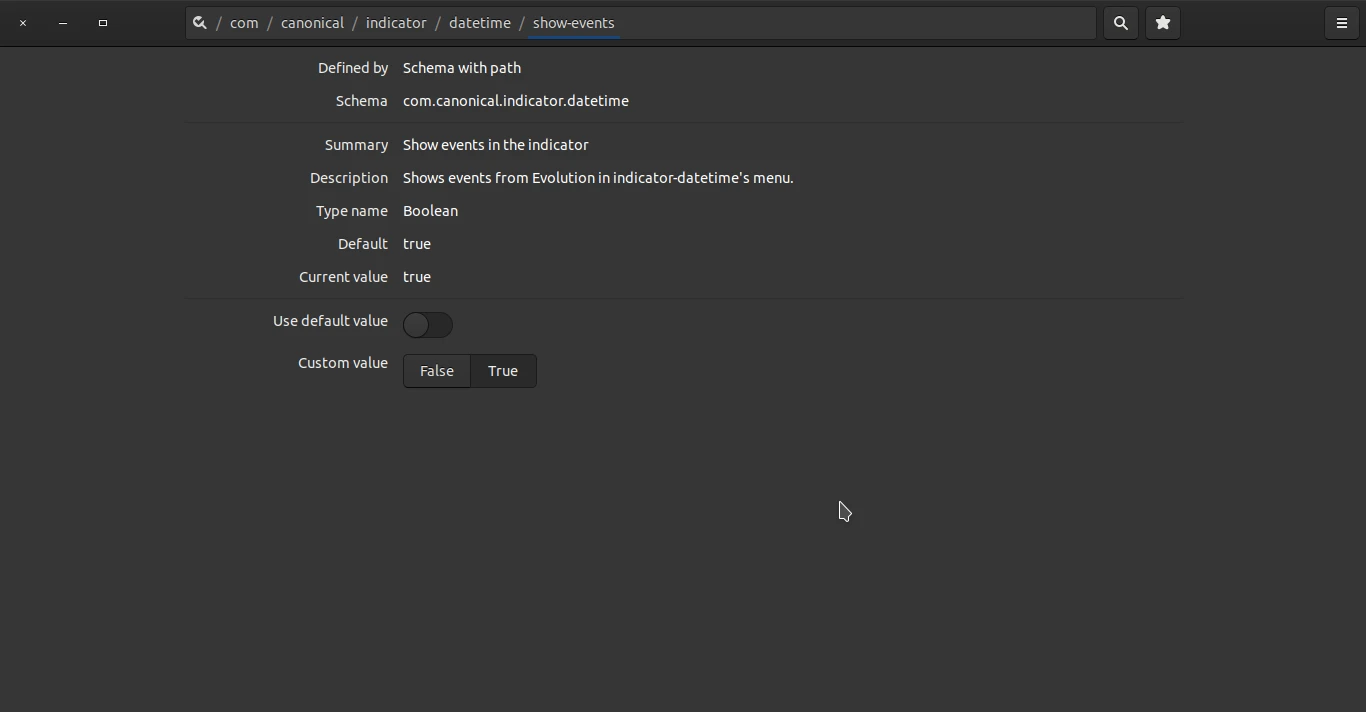 / com / canonical / indicator / datetime / show-events
Defined by Schema with path
Schema com.canonical.indicator.datetime
Summary Show events in the indicator
Description Shows events from Evolution in indicator-datetime's menu.
Type name Boolean
Default true
Current value true
Use default value
Custom value False True